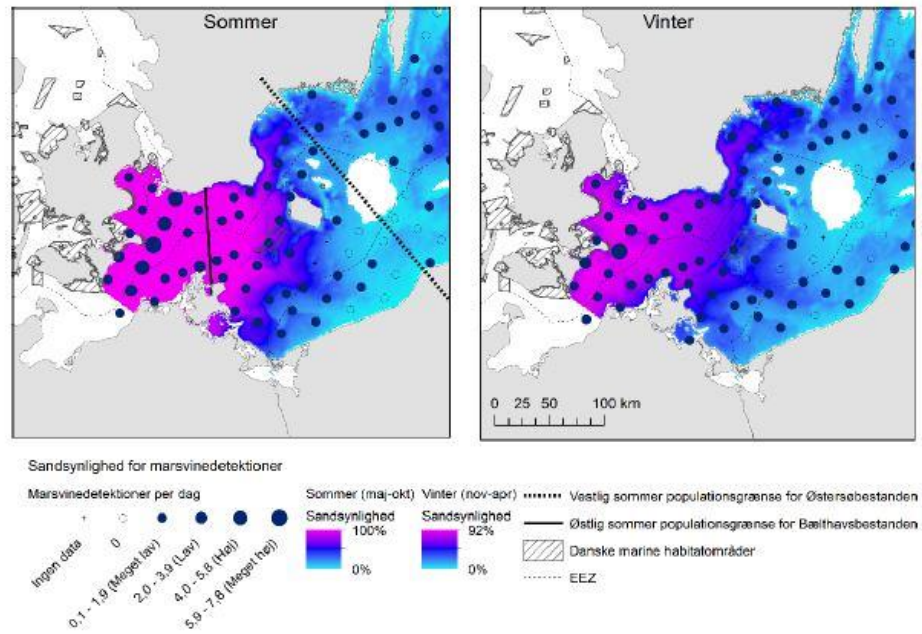 Sommer
Vinter
0 25 50 100 km
Sandsynlighed for marsvinedetektioner
Marsvinedetektioner per dag
Ingen data
0
0,1 - 1,9 (Meget lav)
2,0 - 3,9 (Lav)
4,0 - 5,8 (Høj)
5,9 - 7,8 (Meget høj)
Sommer (maj-okt)
Sandsynlighed
100%
0%
Vinter (nov-apr)
Sandsynlighed
92%
0%
Vestlig sommer populationsgrænse for Østersøbestanden
Østlig sommer populationsgrænse for Bælthavsbestanden
Danske marine habitatområder
EEZ